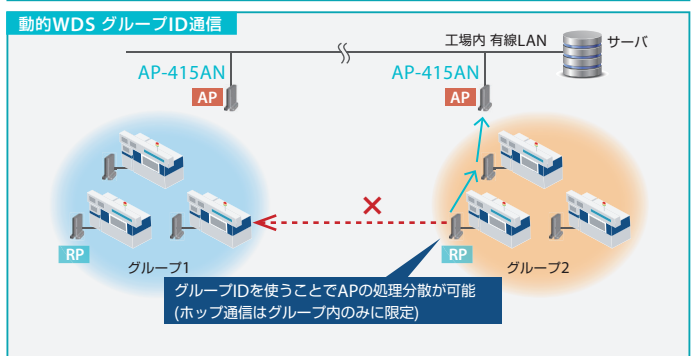 動的WDS グループID通信
工場内 有線LAN
サーバ
AP-415AN
AP
AP-415AN
AP
RP
グループ1
RP
グループ2
グループIDを使うことでAPの処理分散が可能
(ホップ通信はグループ内のみに限定)